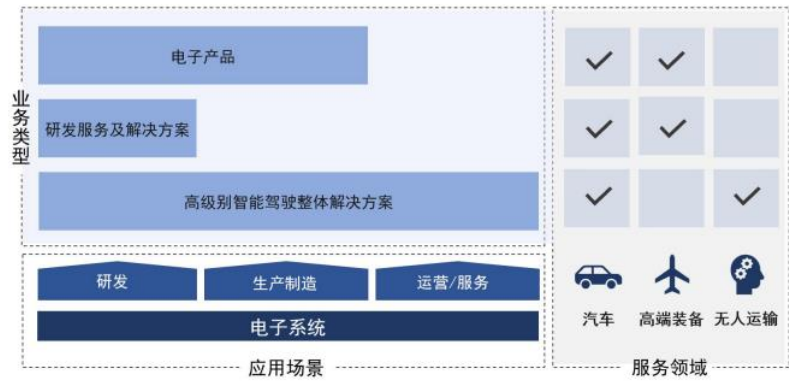 业务类型
电子产品
研发服务及解决方案
高级别智能驾驶整体解决方案
研发
生产制造
运营/服务
电子系统
应用场景
汽车
高端装备
无人运输
服务领域